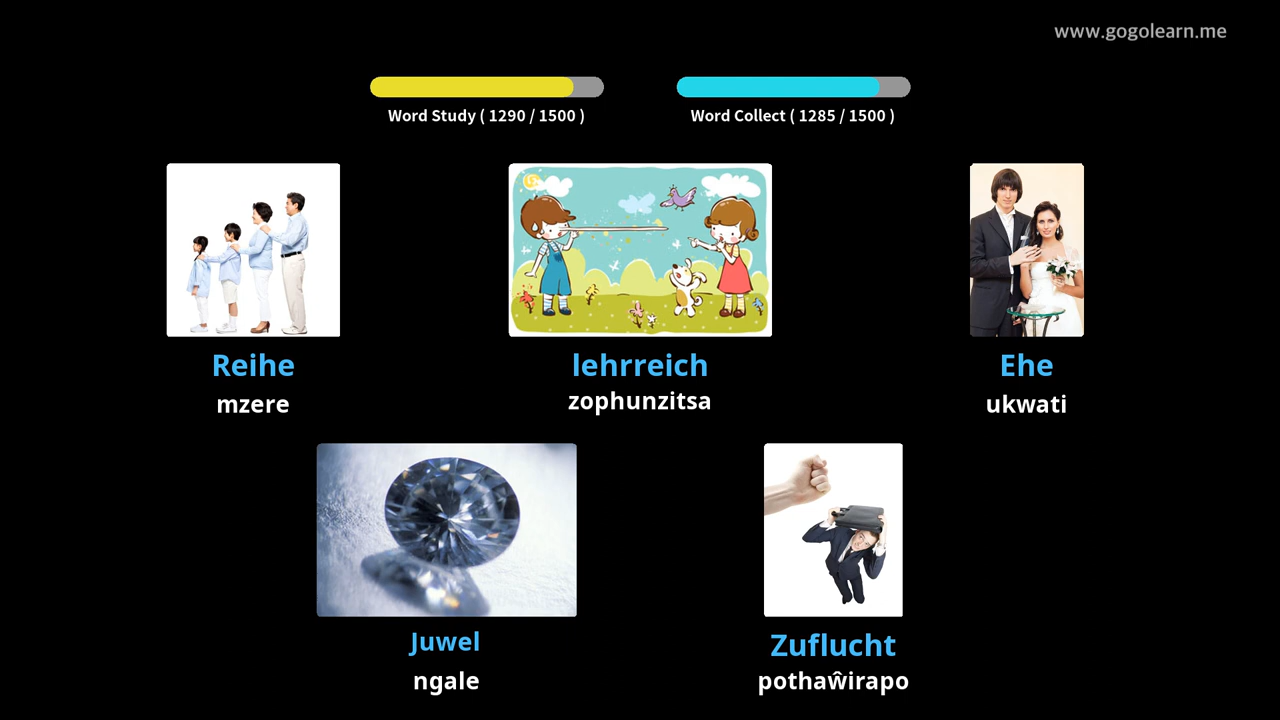 www.gogolearn.me
Word Study ( 1290 / 1500 )
Word Collect ( 1285 / 1500 )
Reihe
mzere
lehrreich
zophunzitsa
Ehe
ukwati
Juwel
ngale
Zuflucht
pothaŵirapo